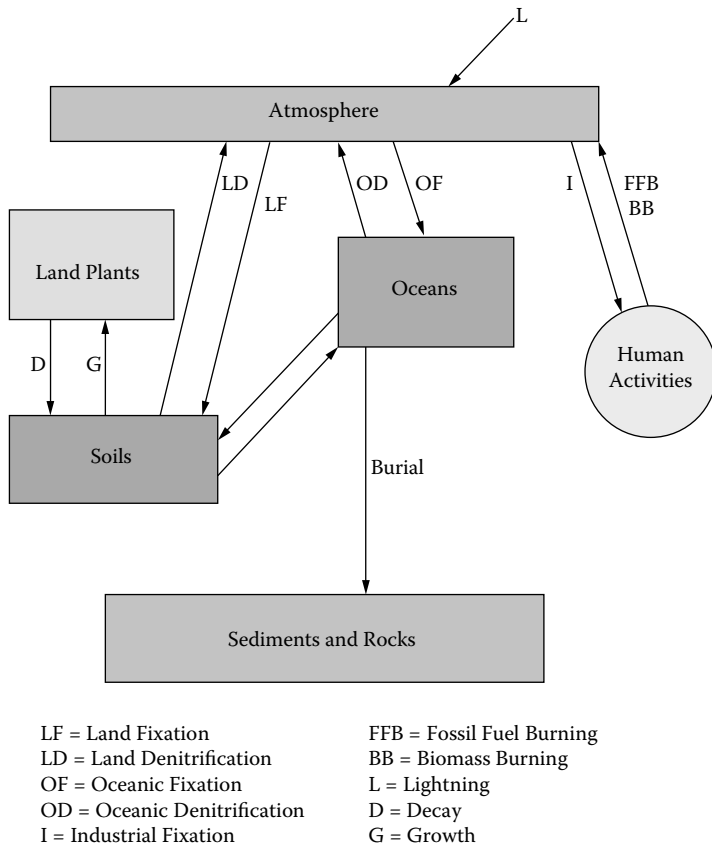 L
Atmosphere
LD
LF
OD
OF
I
FFB
BB
Land Plants
Oceans
D
G
Human
Activities
Soils
Burial
Sediments and Rocks
LF = Land Fixation
LD = Land Denitrification
OF = Oceanic Fixation
OD = Oceanic Denitrification
I = Industrial Fixation
FFB = Fossil Fuel Burning
BB = Biomass Burning
L = Lightning
D = Decay
G = Growth